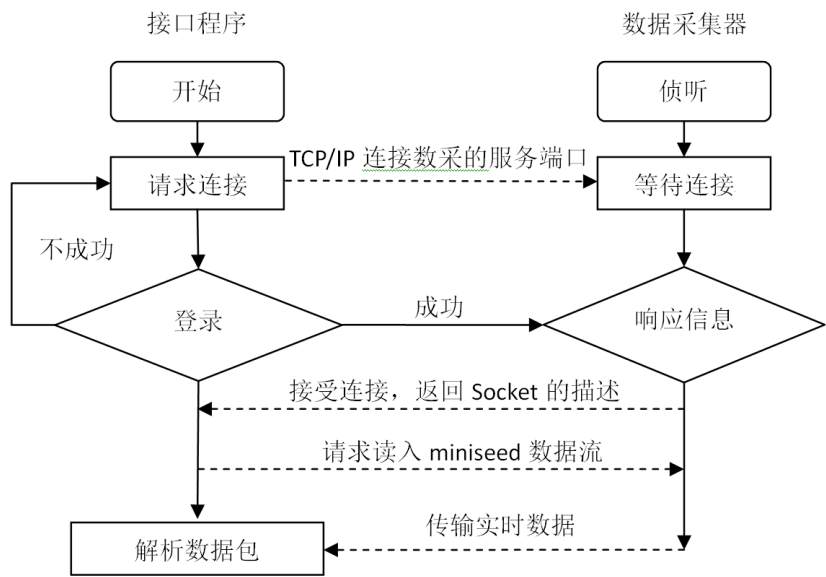 接口程序
数据采集器
开始
侦听
TCP/IP 连接数采的服务端口
请求连接
等待连接
不成功
成功
登录
响应信息
接受连接，返回 Socket 的描述
请求读入 miniseed 数据流
传输实时数据
解析数据包